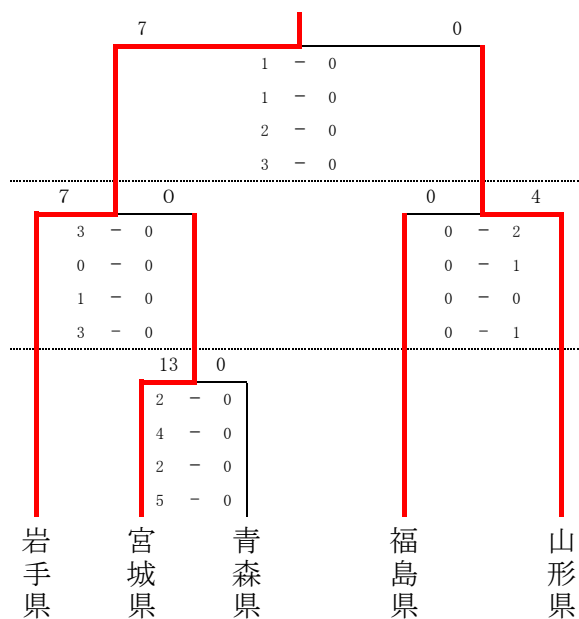 7 0
1 － 0
1 － 0
2 － 0
3 － 0
7 0 0 4
3 － 0 0 － 2
0 － 0 0 － 1
1 － 0 0 － 0
3 － 0 0 － 1
13 0
2 － 0
4 － 0
2 － 0
5 － 0
岩手県
宮城県
青森県
福島県
山形県